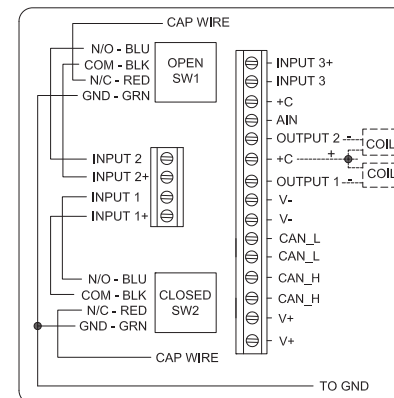 CAP WIRE
N/O - BLU
COM - BLK
N/C - RED
GND - GRN
OPEN
SW1
INPUT 2
INPUT 2+
INPUT 1
INPUT 1+
N/O - BLU
COM - BLK
N/C - RED
GND - GRN
CLOSED
SW2
CAP WIRE
TO GND
INPUT 3+
INPUT 3
+C
AIN
OUTPUT 2 -
COIL
+C +
COIL
OUTPUT 1 -
V-
V-
CAN_L
CAN_L
CAN_H
CAN_H
V+
V+